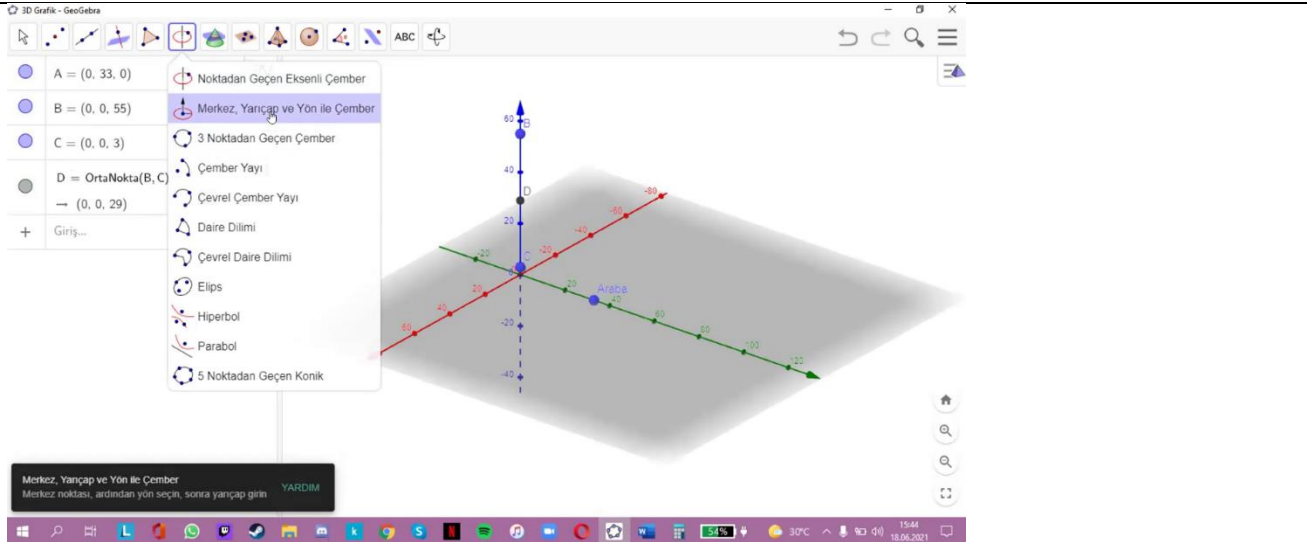 3D Grafik - GeoGebra
ABC
A = (0, 33, 0)
B = (0, 0, 55)
C = (0, 0, 3)
D = OrtaNokta(B, C)
→ (0, 0, 29)
+ Giriş...
Noktadan Geçen Eksenli Çember
Merkez, Yarıçap ve Yön ile Çember
3 Noktadan Geçen Çember
Çember Yayı
Çevrel Çember Yayı
Daire Dilimi
Çevrel Daire Dilimi
Elips
Hiperbol
Parabol
5 Noktadan Geçen Konik
60
B
40
D
20
C
-20
-40
-80
-60
-40
-20
20
40
60
-20
20
Araba
40
60
80
100
120
Merkez, Yarıçap ve Yön ile Çember
Merkez noktası, ardından yön seçin, sonra yarıçap girin
YARDIM
54%
30°C
15:44
18.06.2021